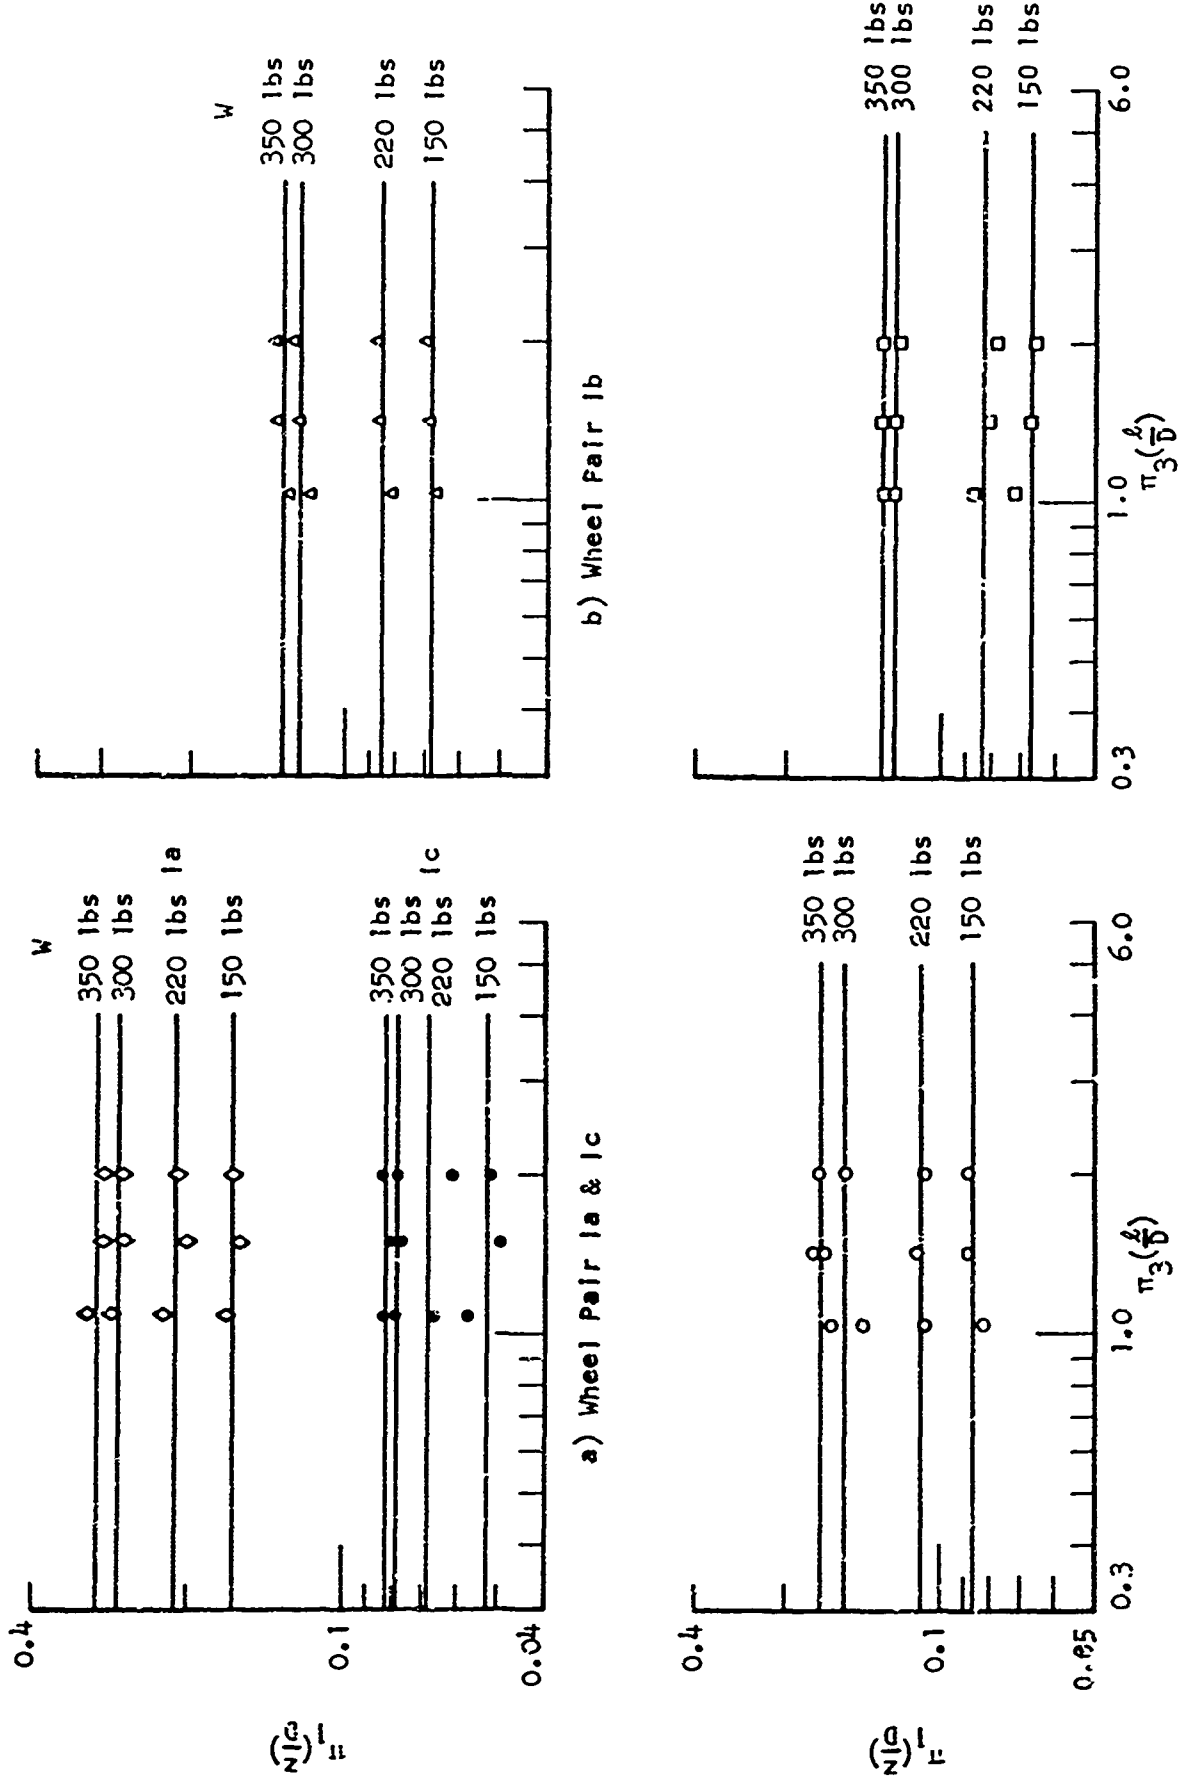 W
350 lbs
300 lbs
220 lbs 1a
150 lbs
350 lbs
300 lbs
220 lbs 1c
150 lbs
0.4
0.1
0.04
π1(Z/D)
a) Wheel Pair 1a & 1c
W
350 lbs
300 lbs
220 lbs
150 lbs
b) Wheel Pair 1b
350 lbs
300 lbs
220 lbs
150 lbs
0.4
0.1
0.05
π1(Z/D)
0.3
1.0
6.0
π3(ℓ/D)
350 lbs
300 lbs
220 lbs
150 lbs
0.3
1.0
6.0
π3(ℓ/D)